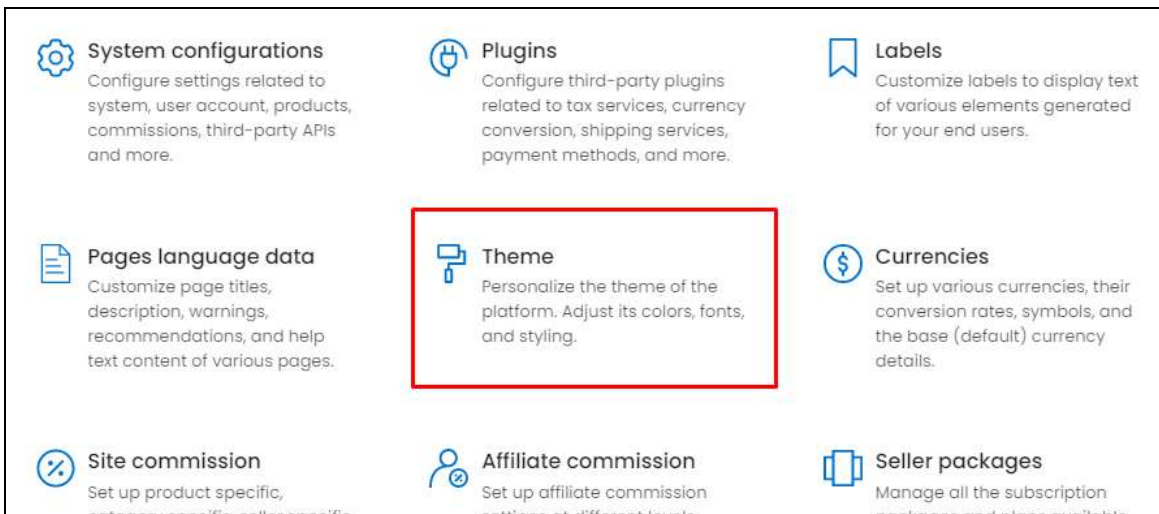 System configurations
Configure settings related to
system, user account, products,
commissions, third-party APIs
and more.
Plugins
Configure third-party plugins
related to tax services, currency
conversion, shipping services,
payment methods, and more.
Labels
Customize labels to display text
of various elements generated
for your end users.
Pages language data
Customize page titles,
description, warnings,
recommendations, and help
text content of various pages.
Theme
Personalize the theme of the
platform. Adjust its colors, fonts,
and styling.
Currencies
Set up various currencies, their
conversion rates, symbols, and
the base (default) currency
details.
Site commission
Set up product specific,
Affiliate commission
Set up affiliate commission
Seller packages
Manage all the subscription